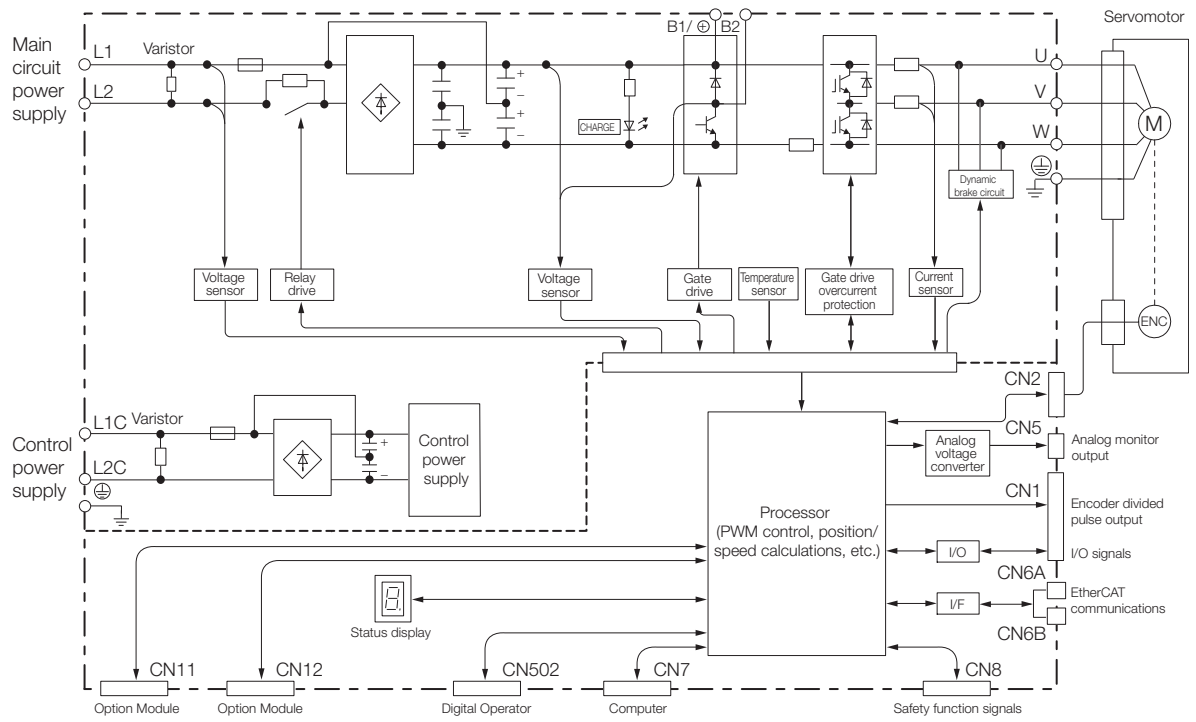 Main
circuit
power
supply
L1
L2
Varistor
+
−
+
−
CHARGE
B1/ ⊕
B2
U
V
W
Servomotor
M
ENC
Dynamic
brake circuit
Voltage
sensor
Relay
drive
Voltage
sensor
Gate
drive
Temperature
sensor
Gate drive
overcurrent
protection
Current
sensor
Control
power
supply
L1C
L2C
Varistor
+
−
Control
power
supply
Processor
(PWM control, position/
speed calculations, etc.)
CN2
CN5
Analog
voltage
converter
Analog monitor
output
CN1
Encoder divided
pulse output
I/O
I/O signals
CN6A
I/F
EtherCAT
communications
CN6B
8.
Status display
CN11
Option Module
CN12
Option Module
CN502
Digital Operator
CN7
Computer
CN8
Safety function signals